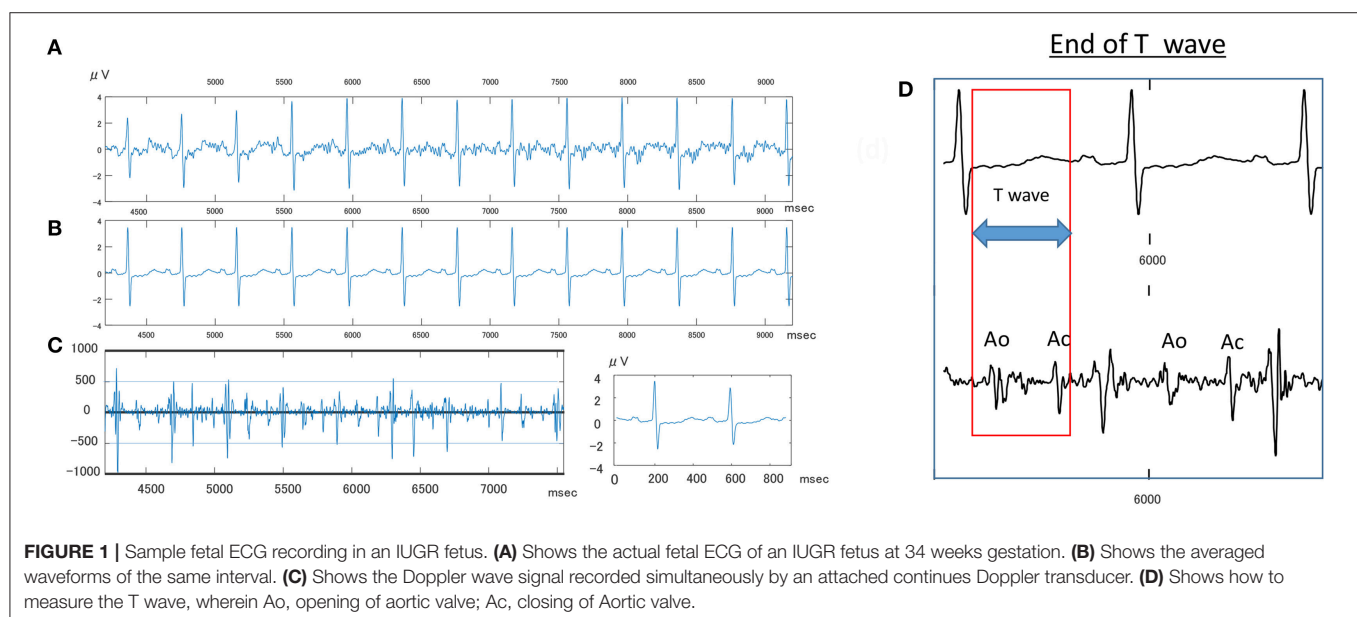 A
μV
5000 5500 6000 6500 7000 7500 8000 8500 9000
4
2
0
−2
−4
4500 5000 5500 6000 6500 7000 7500 8000 8500 9000 msec
B
4
2
0
−2
−4
4500 5000 5500 6000 6500 7000 7500 8000 8500 9000
C
1000
500
0
−500
−1000
4500 5000 5500 6000 6500 7000 msec
μV
4
2
0
−2
−4
0 200 400 600 800 msec
(d)
End of T wave
D
T wave
6000
Ao Ac Ao Ac
6000
FIGURE 1 | Sample fetal ECG recording in an IUGR fetus. (A) Shows the actual fetal ECG of an IUGR fetus at 34 weeks gestation. (B) Shows the averaged
waveforms of the same interval. (C) Shows the Doppler wave signal recorded simultaneously by an attached continues Doppler transducer. (D) Shows how to
measure the T wave, wherein Ao, opening of aortic valve; Ac, closing of Aortic valve.